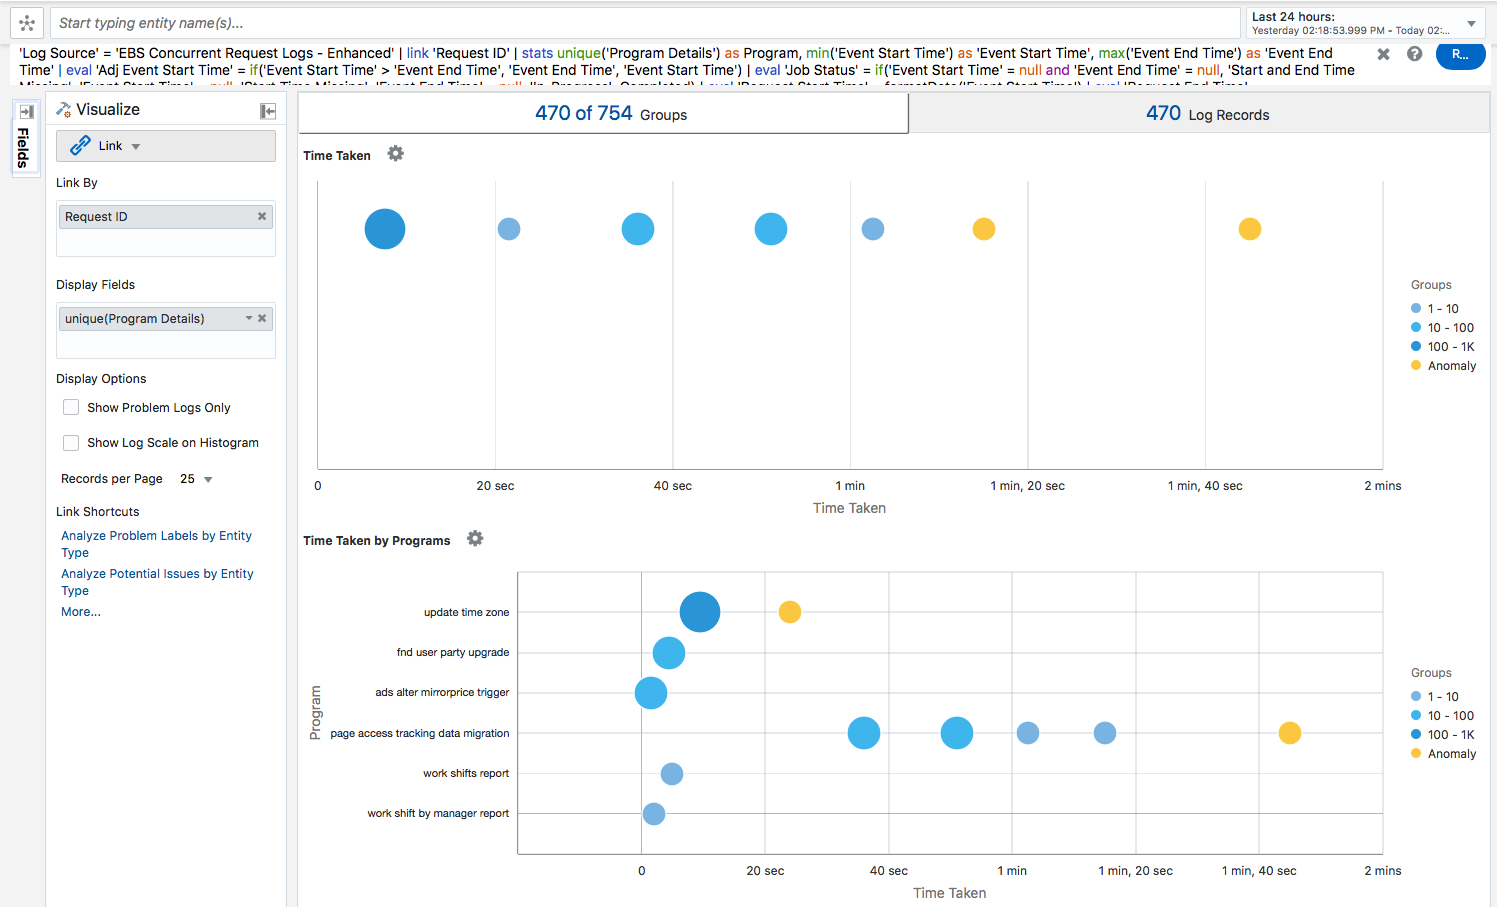 Start typing entity name(s)...
Last 24 hours:
Yesterday 02:18:53.999 PM - Today 02:...
'Log Source' = 'EBS Concurrent Request Logs - Enhanced' | link 'Request ID' | stats unique('Program Details') as Program, min('Event Start Time') as 'Event Start Time', max('Event End Time') as 'Event End
Time' | eval 'Adj Event Start Time' = if('Event Start Time' > 'Event End Time', 'Event End Time', 'Event Start Time') | eval 'Job Status' = if('Event Start Time' = null and 'Event End Time' = null, 'Start and End Time
R...
Fields
Visualize
Link
Link By
Request ID
Display Fields
unique(Program Details)
Display Options
Show Problem Logs Only
Show Log Scale on Histogram
Records per Page 25
Link Shortcuts
Analyze Problem Labels by Entity
Type
Analyze Potential Issues by Entity
Type
More...
470 of 754 Groups
470 Log Records
Time Taken
0 20 sec 40 sec 1 min 1 min, 20 sec 1 min, 40 sec 2 mins
Time Taken
Groups
1 - 10
10 - 100
100 - 1K
Anomaly
Time Taken by Programs
Program
update time zone
fnd user party upgrade
ads alter mirrorprice trigger
page access tracking data migration
work shifts report
work shift by manager report
0 20 sec 40 sec 1 min 1 min, 20 sec 1 min, 40 sec 2 mins
Time Taken
Groups
1 - 10
10 - 100
100 - 1K
Anomaly